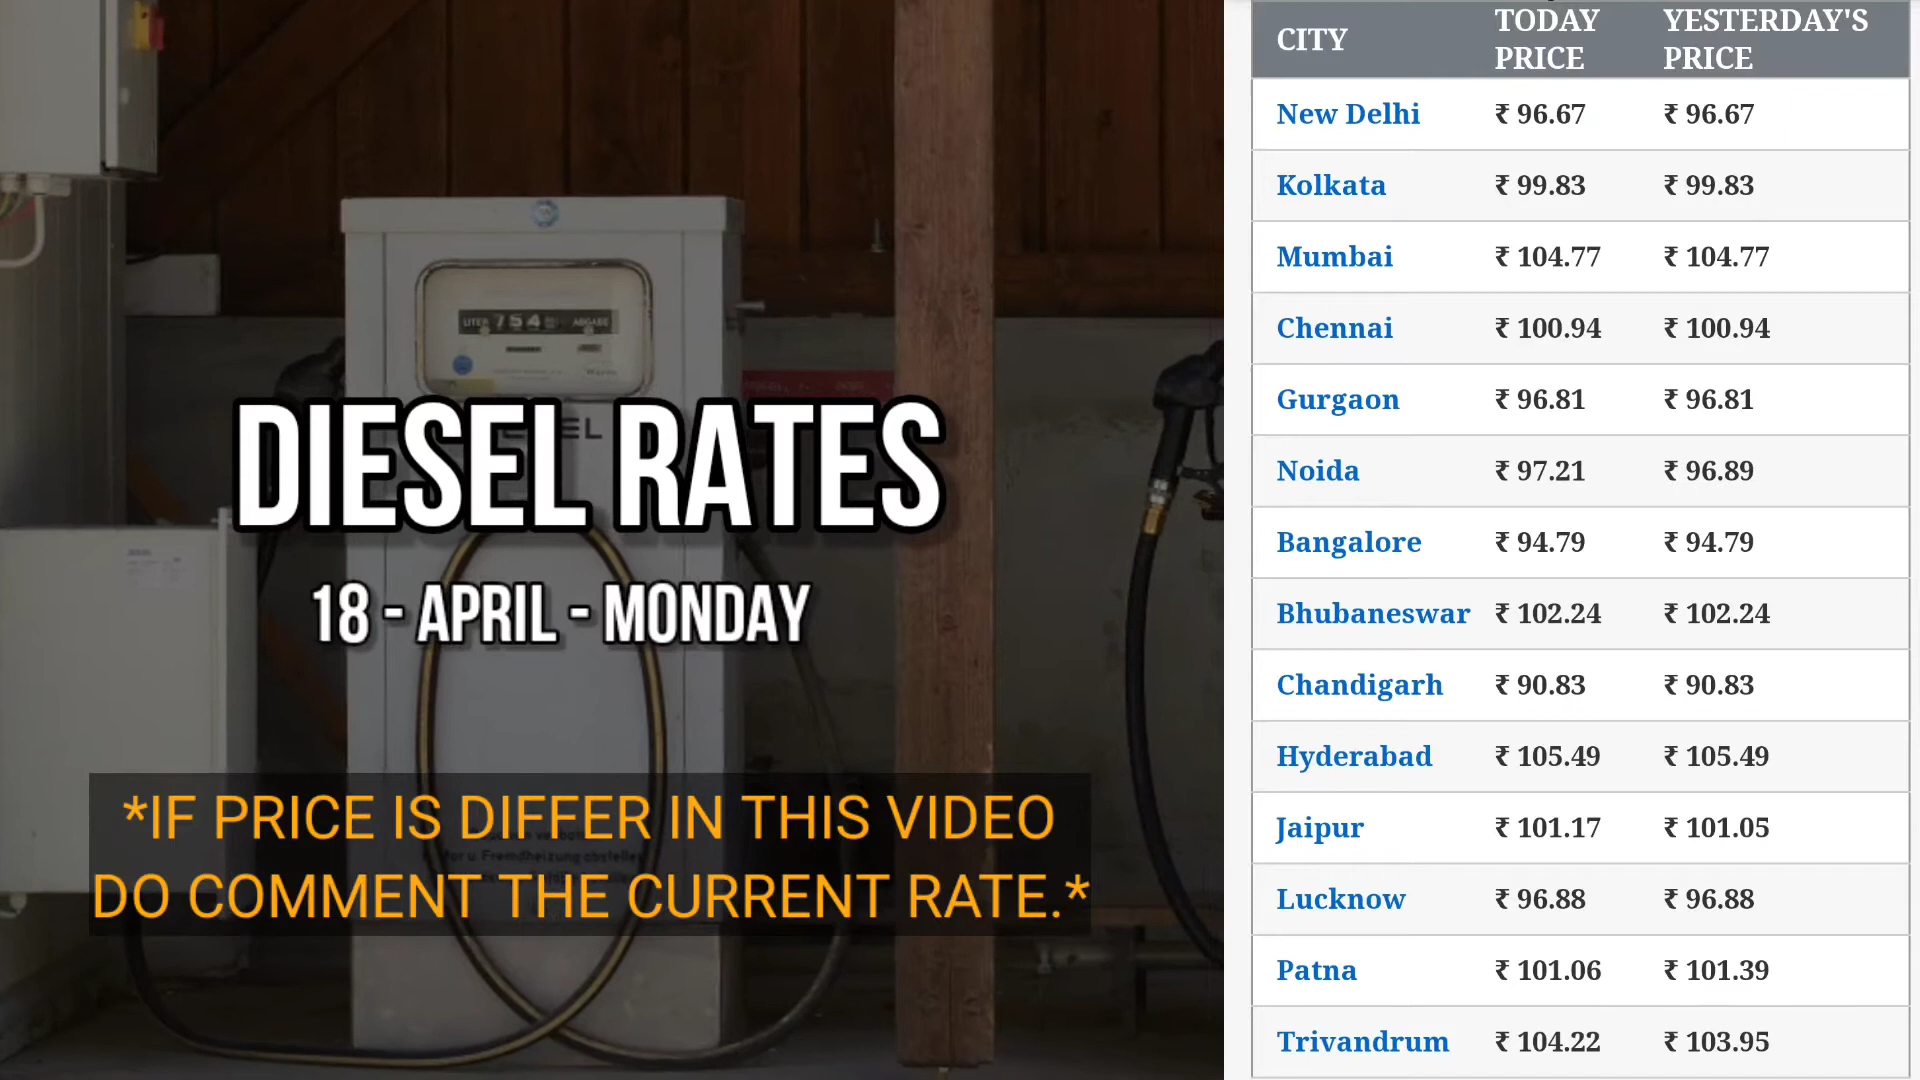 LITER 754 ABGABE
DIESEL RATES
18 - APRIL - MONDAY
*IF PRICE IS DIFFER IN THIS VIDEO
DO COMMENT THE CURRENT RATE.*
CITY TODAY PRICE YESTERDAY'S PRICE
New Delhi ₹ 96.67 ₹ 96.67
Kolkata ₹ 99.83 ₹ 99.83
Mumbai ₹ 104.77 ₹ 104.77
Chennai ₹ 100.94 ₹ 100.94
Gurgaon ₹ 96.81 ₹ 96.81
Noida ₹ 97.21 ₹ 96.89
Bangalore ₹ 94.79 ₹ 94.79
Bhubaneswar ₹ 102.24 ₹ 102.24
Chandigarh ₹ 90.83 ₹ 90.83
Hyderabad ₹ 105.49 ₹ 105.49
Jaipur ₹ 101.17 ₹ 101.05
Lucknow ₹ 96.88 ₹ 96.88
Patna ₹ 101.06 ₹ 101.39
Trivandrum ₹ 104.22 ₹ 103.95